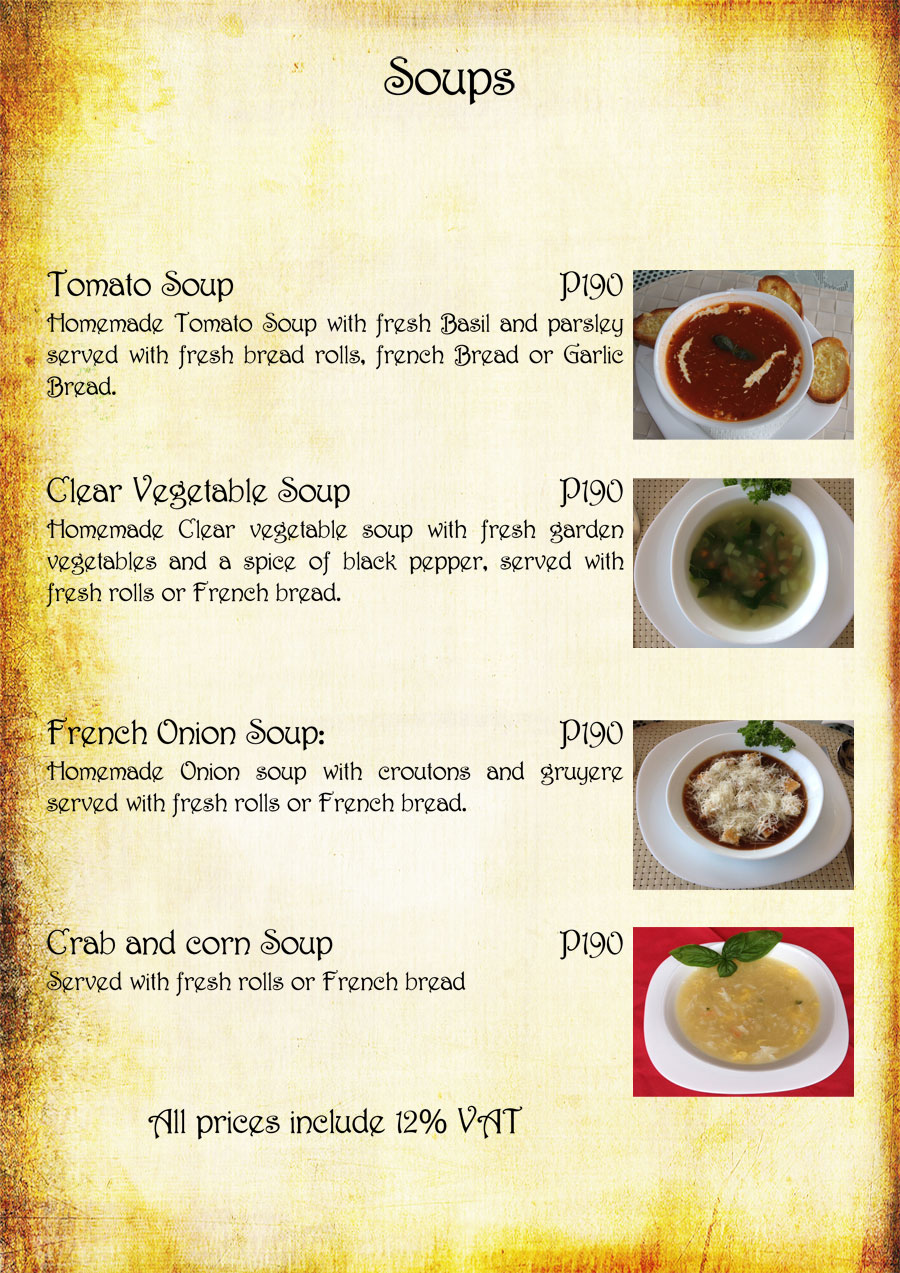 Soups
Tomato Soup P190
Homemade Tomato Soup with fresh Basil and parsley
served with fresh bread rolls, french Bread or Garlic
Bread.
Clear Vegetable Soup P190
Homemade Clear vegetable soup with fresh garden
vegetables and a spice of black pepper, served with
fresh rolls or French bread.
French Onion Soup: P190
Homemade Onion soup with croutons and gruyere
served with fresh rolls or French bread.
Crab and corn Soup P190
Served with fresh rolls or French bread
All prices include 12% VAT